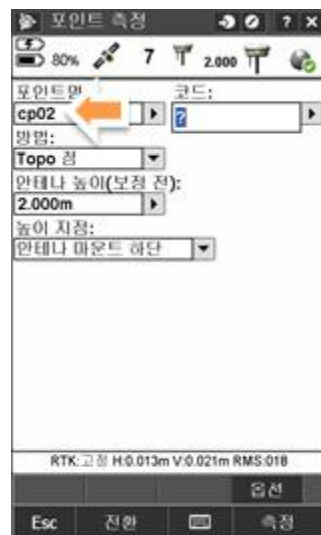 포인트 측정 ? ×
80% 7 2.000
포인트명 코드:
cp02 ?
방법:
Topo 점
안테나 높이(보정 전):
2.000m
높이 지정:
안테나 마운트 하단
RTK:고정 H:0.013m V:0.021m RMS:018
옵션
Esc 전환 측정